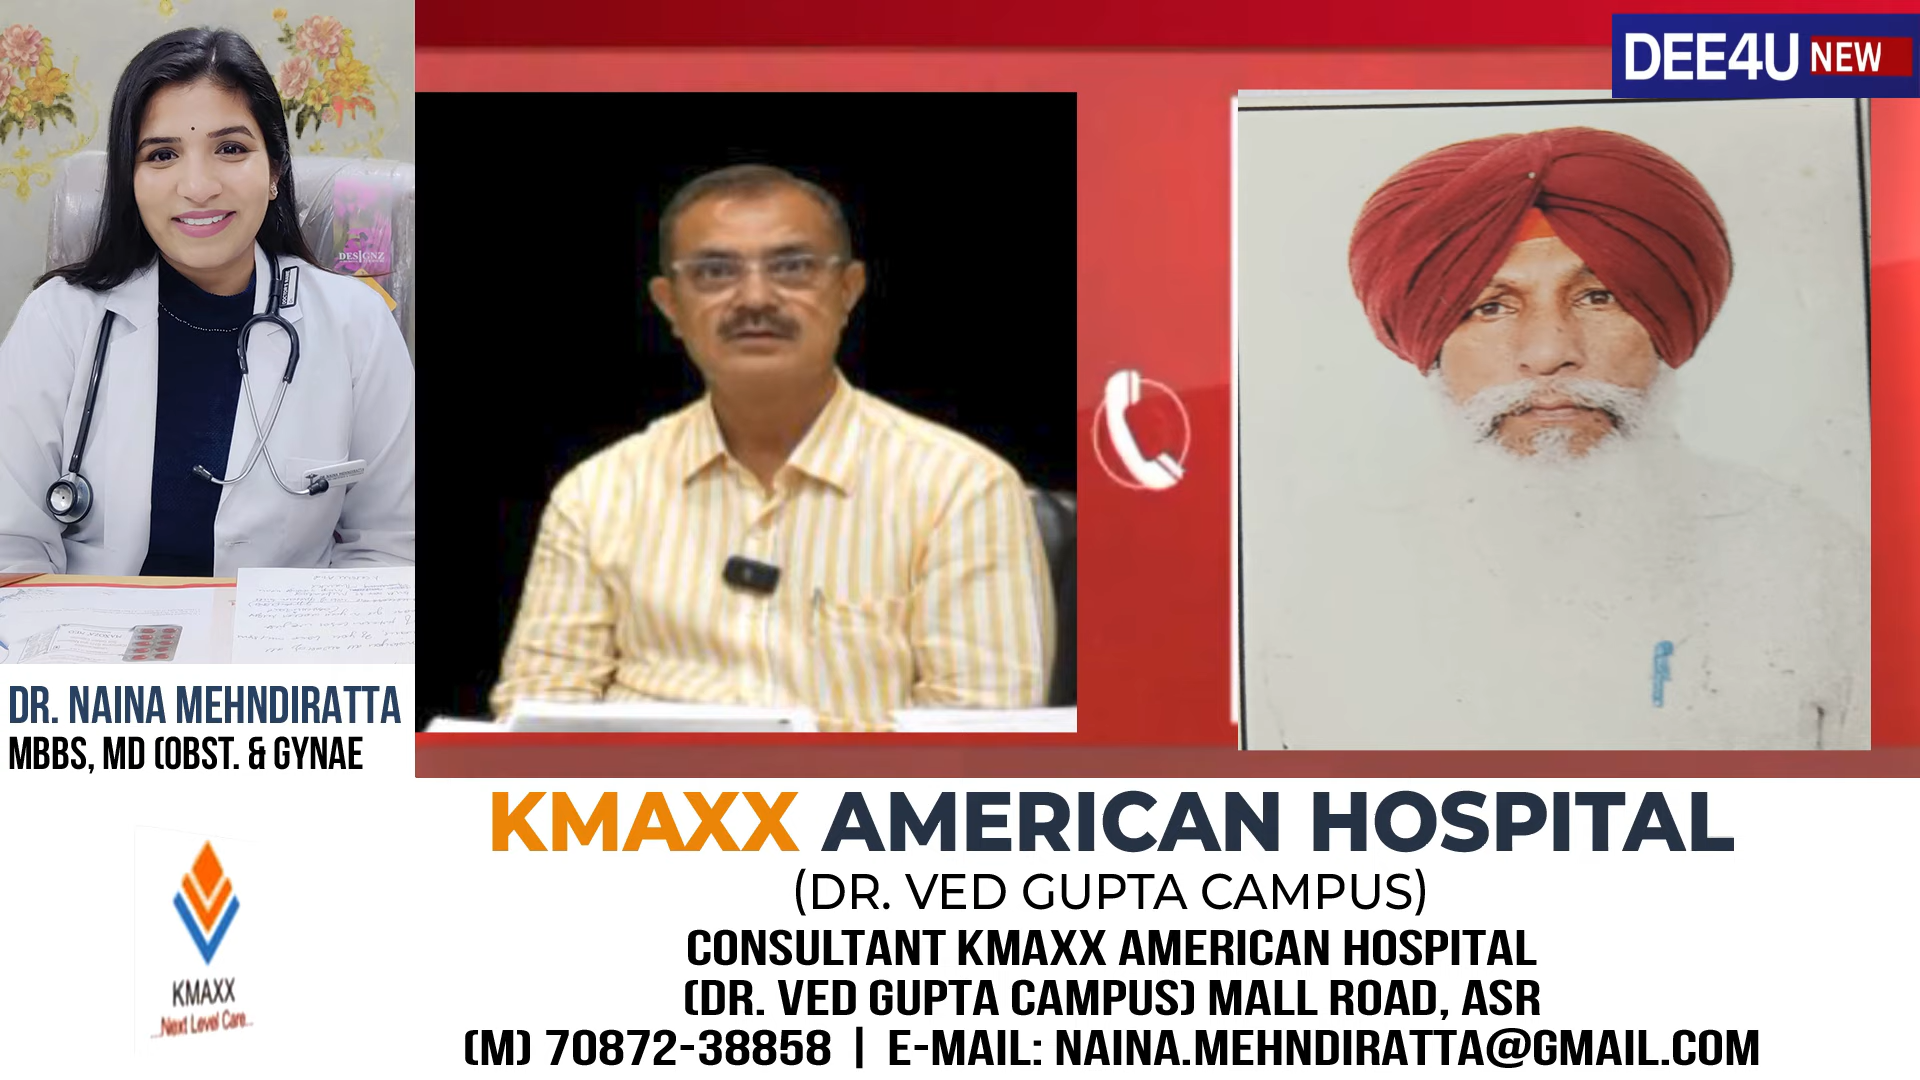 DEE4U NEW
DESIGNZ
DR. NAINA MEHNDIRATTA
MBBS, MD (OBST. & GYNAE
KMAXX
...Next Level Care...
KMAXX AMERICAN HOSPITAL
(DR. VED GUPTA CAMPUS)
CONSULTANT KMAXX AMERICAN HOSPITAL
(DR. VED GUPTA CAMPUS) MALL ROAD, ASR
(M) 70872-38858 | E-MAIL: NAINA.MEHNDIRATTA@GMAIL.COM